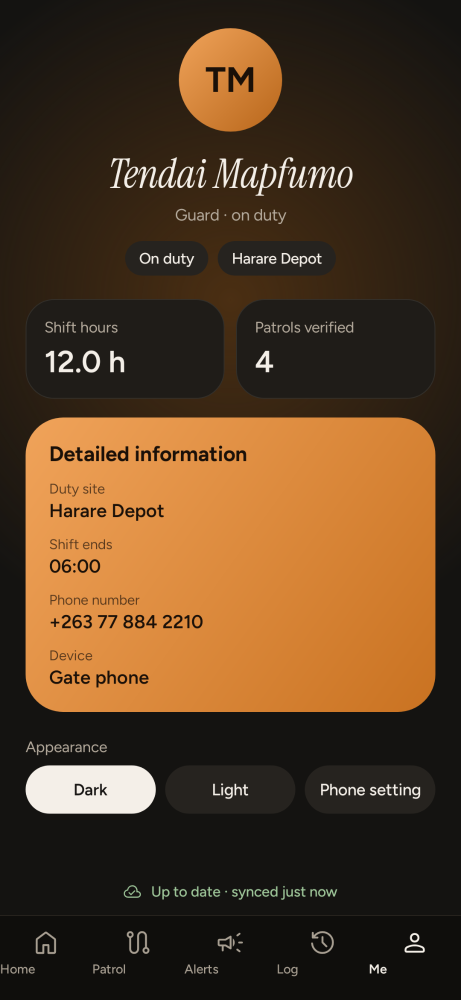 TM
Tendai Mapfumo
Guard · on duty
On duty
Harare Depot
Shift hours
12.0 h
Patrols verified
4
Detailed information
Duty site
Harare Depot
Shift ends
06:00
Phone number
+263 77 884 2210
Device
Gate phone
Appearance
Dark
Light
Phone setting
Up to date · synced just now
Home
Patrol
Alerts
Log
Me